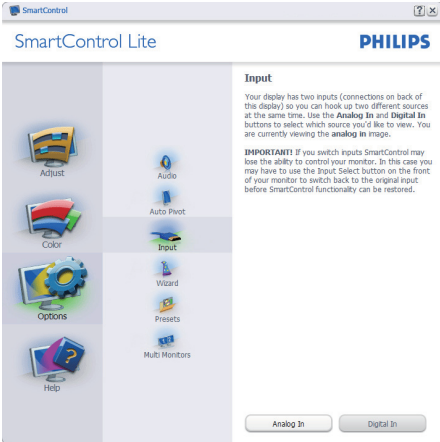 SmartControl
SmartControl Lite
PHILIPS
Adjust
Color
Options
Help
Audio
Auto Pivot
Input
Wizard
Presets
Multi Monitors
Input
Your display has two inputs (connections on back of
this display) so you can hook up two different sources
at the same time. Use the Analog In and Digital In
buttons to select which source you'd like to view. You
are currently viewing the analog in image.
IMPORTANT! If you switch inputs SmartControl may
lose the ability to control your monitor. In this case you
may have to use the Input Select button on the front
of your monitor to switch back to the original input
before SmartControl functionality can be restored.
Analog In
Digital In